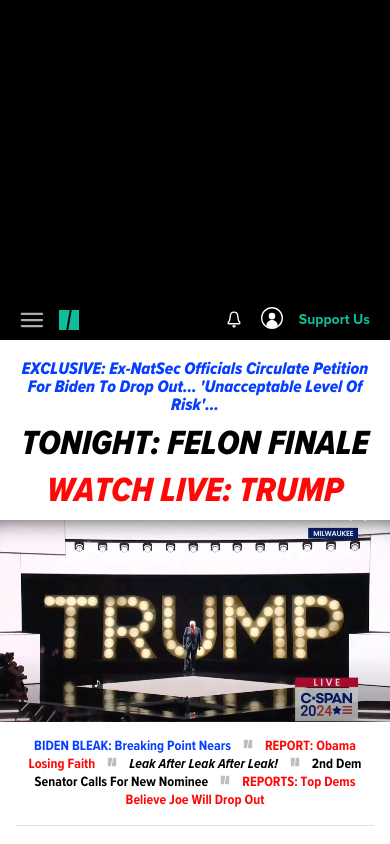 Support Us
EXCLUSIVE: Ex-NatSec Officials Circulate Petition
For Biden To Drop Out... 'Unacceptable Level Of
Risk'...
TONIGHT: FELON FINALE
WATCH LIVE: TRUMP
MILWAUKEE
TRUMP
LIVE
C-SPAN
2024
BIDEN BLEAK: Breaking Point Nears REPORT: Obama
Losing Faith Leak After Leak After Leak! 2nd Dem
Senator Calls For New Nominee REPORTS: Top Dems
Believe Joe Will Drop Out